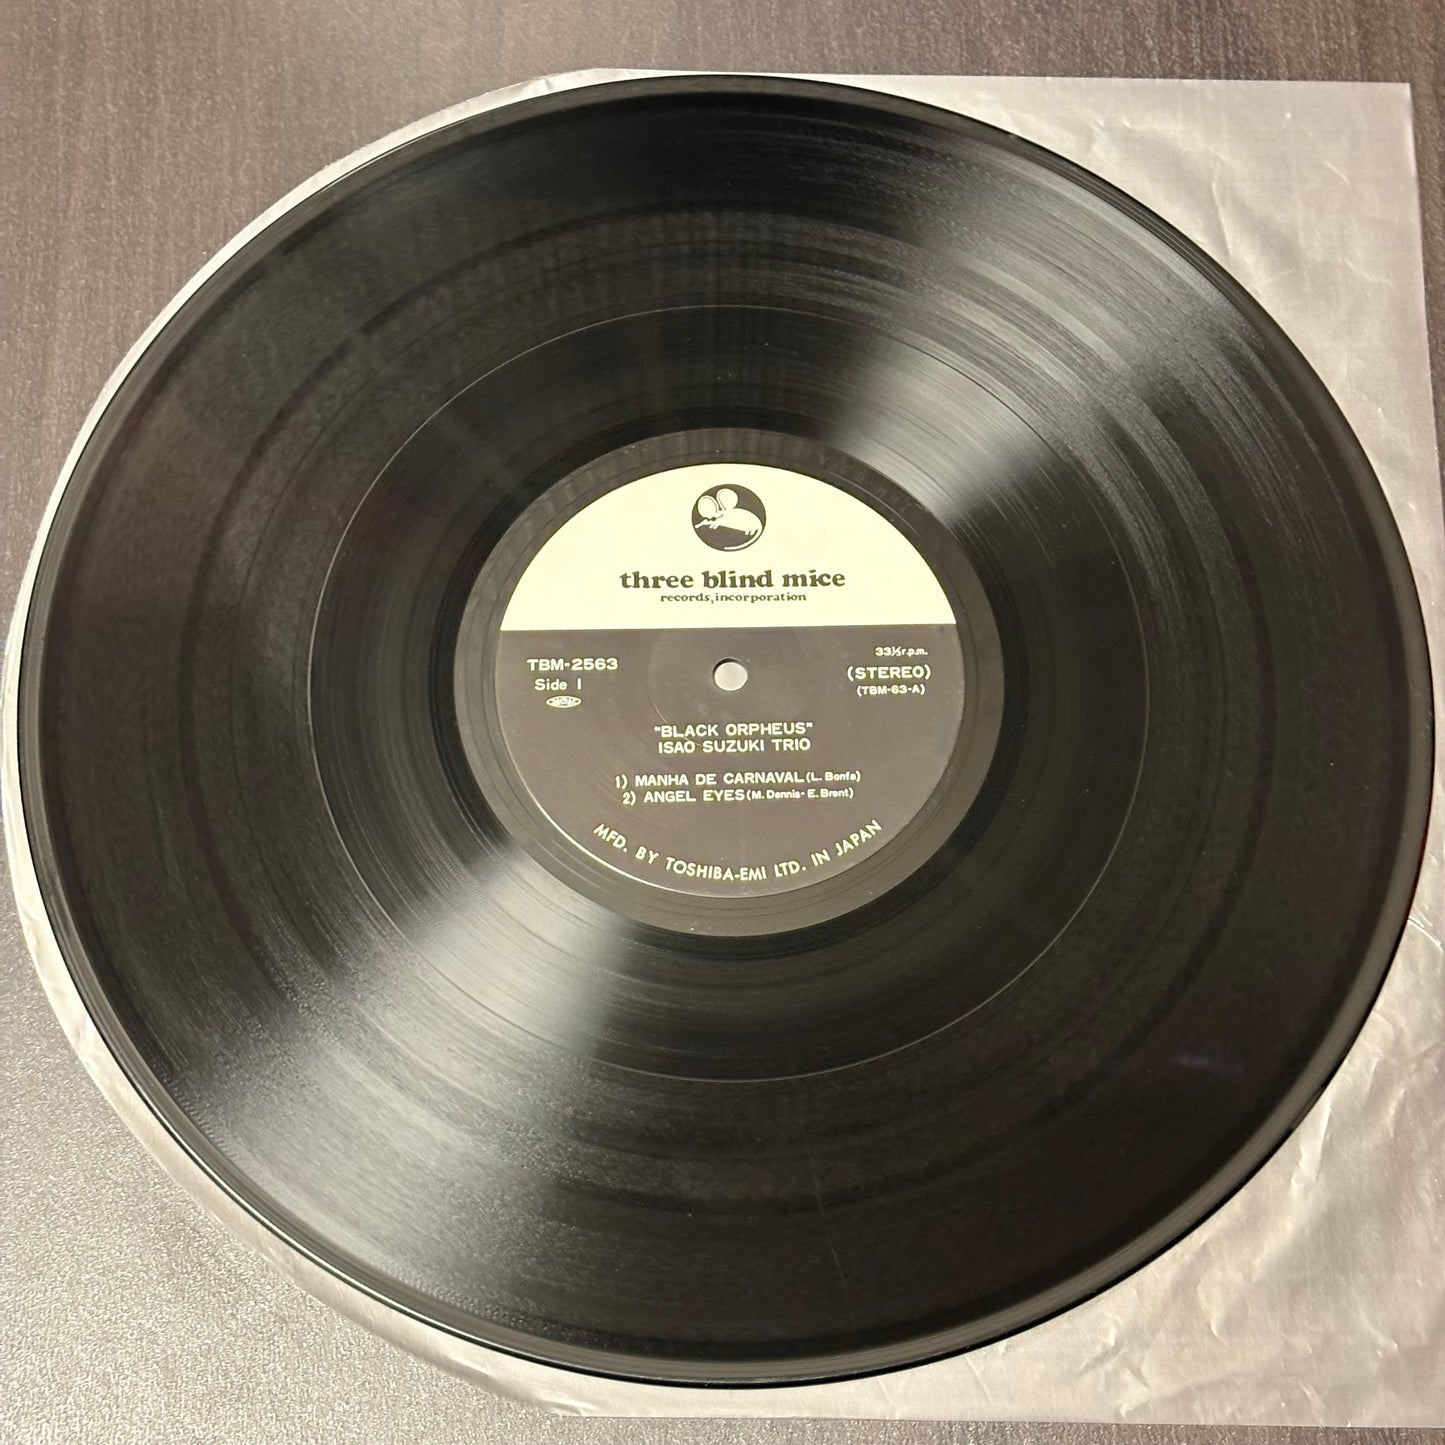 three blind mice
records, incorporation
TBM-2563
Side 1
33⅓r.p.m.
(STEREO)
(TBM-63-A)
"BLACK ORPHEUS"
ISAO SUZUKI TRIO
1) MANHA DE CARNAVAL (L. Bonfa)
2) ANGEL EYES (M. Dennis-E. Brent)
MFD. BY TOSHIBA-EMI LTD. IN JAPAN